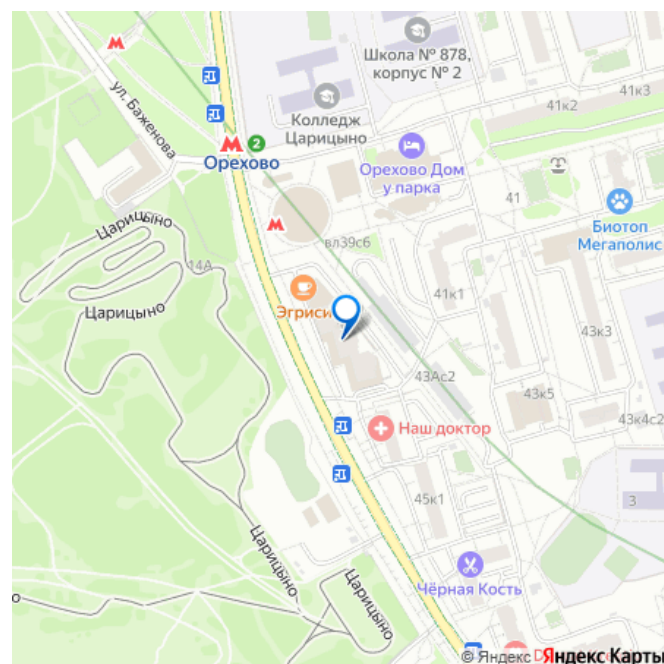 Школа № 878,
корпус № 2
41к3
41к2
ул. Баженова
Колледж
Царицыно
2
Орехово
Орехово Дом
у парка
41
Биотоп
Мегаполис
Царицыно
вл39с6
14А
Царицыно
41к1
Эгриси
43к3
43Ас2
43к5
43к4с2
Наш доктор
45к1
3
Царицыно
Царицыно
Чёрная Кость
о
© Яндекс
Яндекс Карты